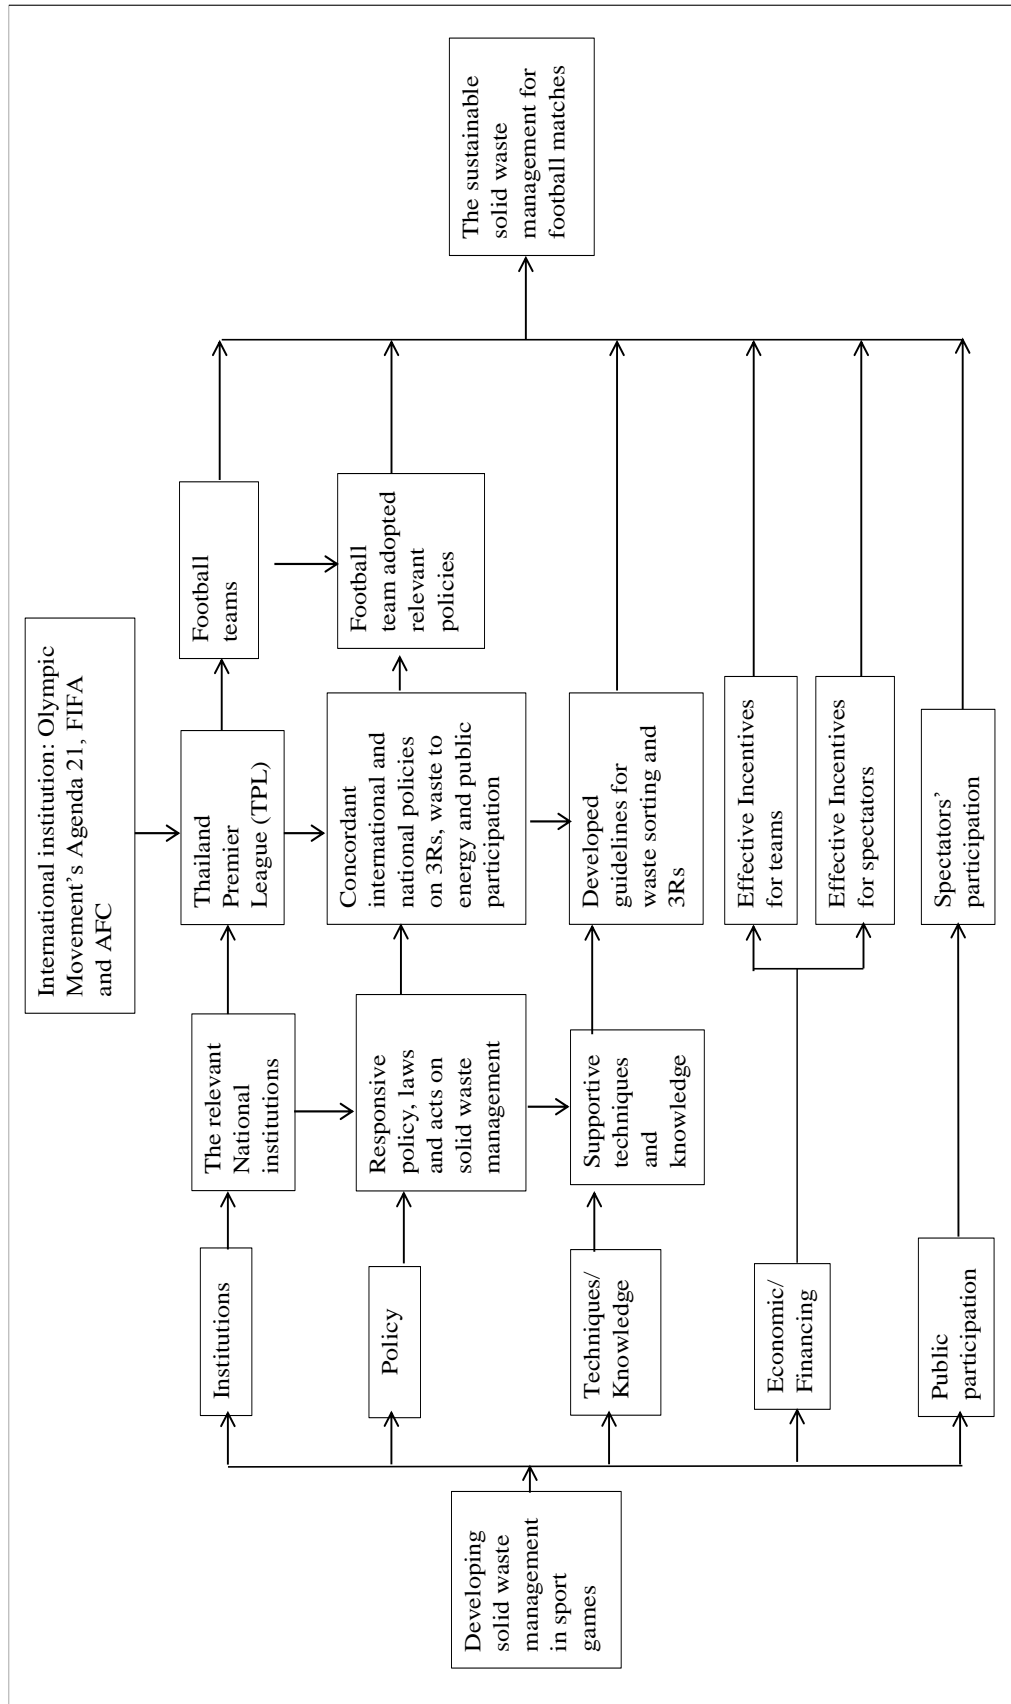 International institution: Olympic
Movement’s Agenda 21, FIFA
and AFC
Institutions
The relevant
National
institutions
Thailand
Premier
League (TPL)
Football
teams
Policy
Responsive
policy, laws
and acts on
solid waste
management
Concordant
international and
national policies
on 3Rs, waste to
energy and public
participation
Football
team adopted
relevant
policies
Developing
solid waste
management
in sport
games
The sustainable
solid waste
management for
football matches
Techniques/
Knowledge
Supportive
techniques
and
knowledge
Developed
guidelines for
waste sorting and
3Rs
Economic/
Financing
Effective Incentives
for teams
Effective Incentives
for spectators
Public
participation
Spectators’
participation